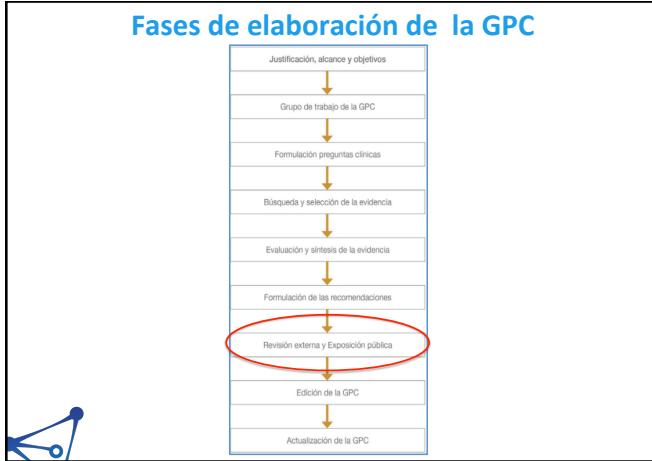 Fases de elaboración de la GPC
Justificación, alcance y objetivos
Grupo de trabajo de la GPC
Formulación preguntas clínicas
Búsqueda y selección de la evidencia
Evaluación y síntesis de la evidencia
Formulación de las recomendaciones
Revisión externa y Exposición pública
Edición de la GPC
Actualización de la GPC